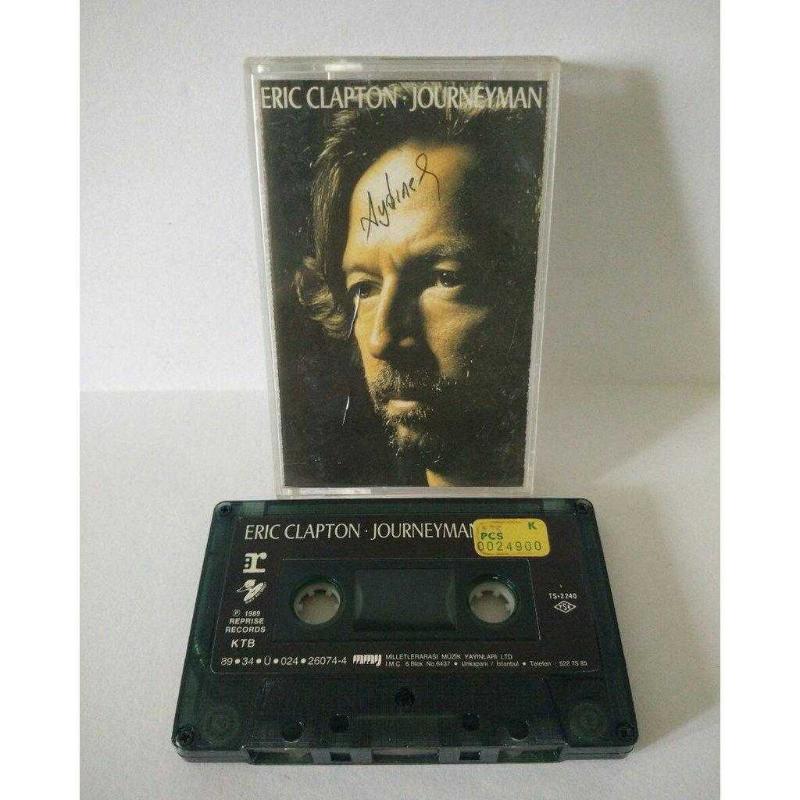 ERIC CLAPTON · JOURNEYMAN
ERIC CLAPTON · JOURNEYMAN
K
PCS
0024900
℗ 1989
REPRISE
RECORDS
KTB
TS•2240
TSE
89 • 34 • Ü • 024 • 26074-4
MİLLETLERARASI MÜZİK YAYINLARI LTD
I.M.C. 6.Blok No.6437 • Unkapanı / İstanbul • Telefon : 522 75 85